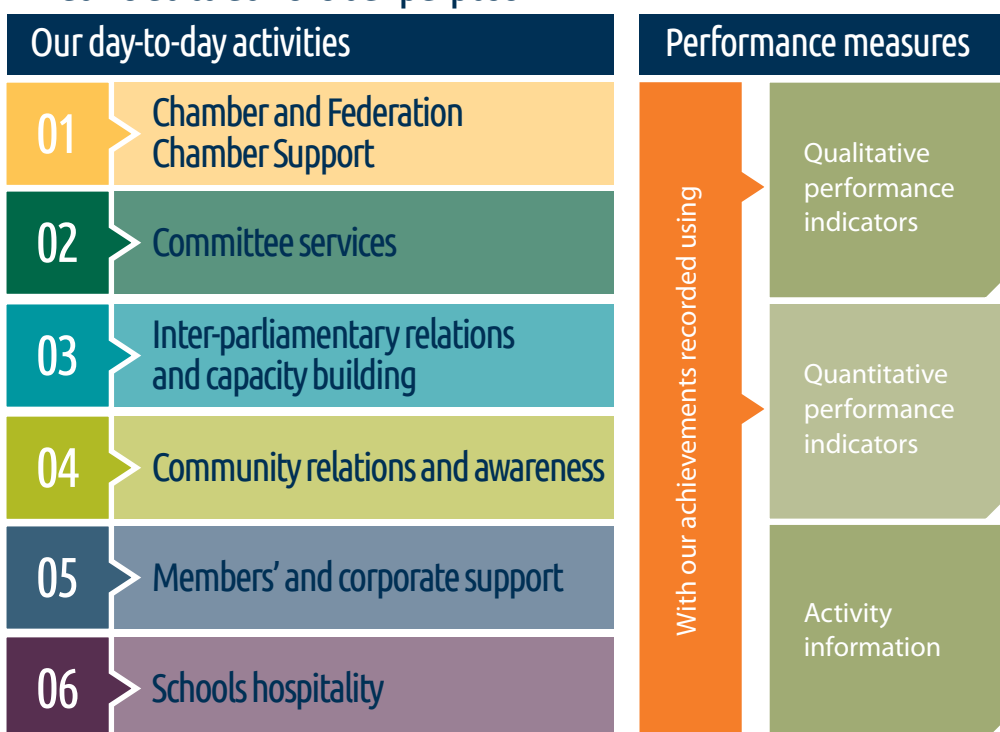 Our day-to-day activities
01
Chamber and Federation
Chamber Support
02
Committee services
03
Inter-parliamentary relations
and capacity building
04
Community relations and awareness
05
Members’ and corporate support
06
Schools hospitality
Performance measures
With our achievements recorded using
Qualitative
performance
indicators
Quantitative
performance
indicators
Activity
information